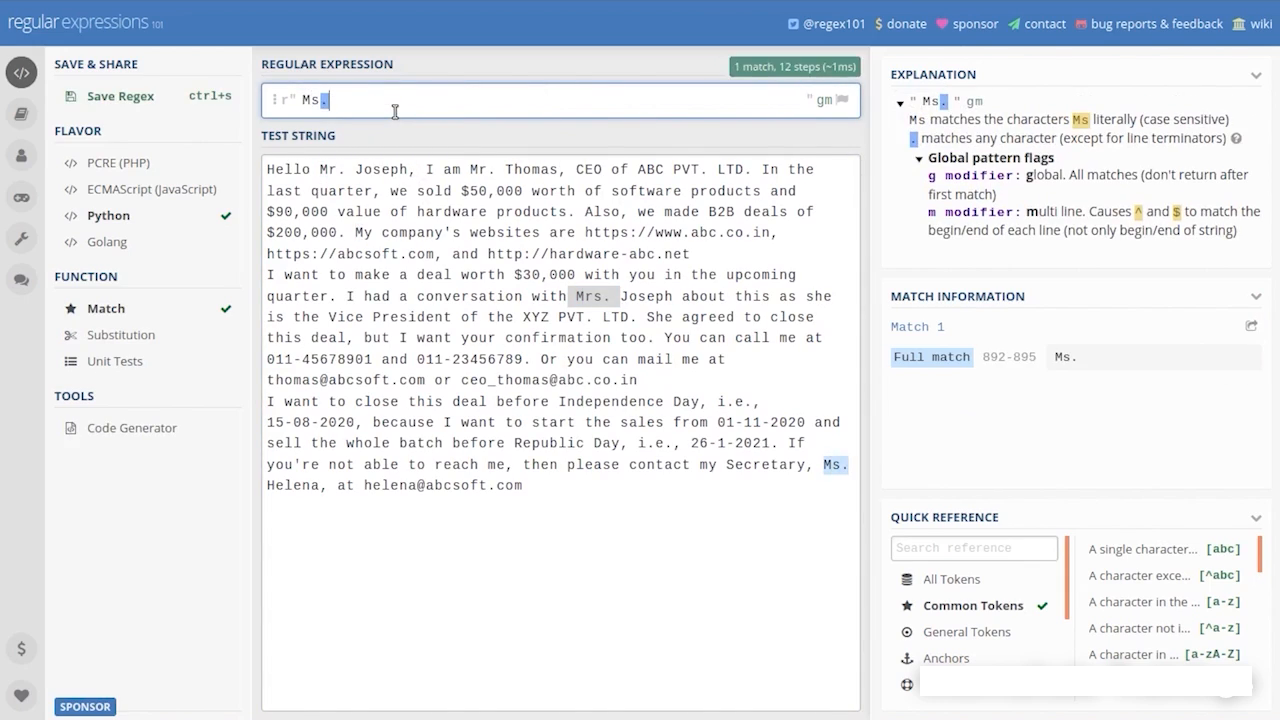 regular expressions 101
@regex101
$ donate
sponsor
contact
bug reports & feedback
wiki
SAVE & SHARE
Save Regex ctrl+s
FLAVOR
</> PCRE (PHP)
</> ECMAScript (JavaScript)
</> Python
</> Golang
FUNCTION
Match
Substitution
Unit Tests
TOOLS
Code Generator
$
SPONSOR
REGULAR EXPRESSION
1 match, 12 steps (~1ms)
r" Ms. " gm
TEST STRING
Hello Mr. Joseph, I am Mr. Thomas, CEO of ABC PVT. LTD. In the
last quarter, we sold $50,000 worth of software products and
$90,000 value of hardware products. Also, we made B2B deals of
$200,000. My company's websites are https://www.abc.co.in,
https://abcsoft.com, and http://hardware-abc.net
I want to make a deal worth $30,000 with you in the upcoming
quarter. I had a conversation with Mrs. Joseph about this as she
is the Vice President of the XYZ PVT. LTD. She agreed to close
this deal, but I want your confirmation too. You can call me at
011-45678901 and 011-23456789. Or you can mail me at
thomas@abcsoft.com or ceo_thomas@abc.co.in
I want to close this deal before Independence Day, i.e.,
15-08-2020, because I want to start the sales from 01-11-2020 and
sell the whole batch before Republic Day, i.e., 26-1-2021. If
you're not able to reach me, then please contact my Secretary, Ms.
Helena, at helena@abcsoft.com
EXPLANATION
" Ms. " gm
Ms matches the characters Ms literally (case sensitive)
. matches any character (except for line terminators)
Global pattern flags
g modifier: global. All matches (don't return after
first match)
m modifier: multi line. Causes ^ and $ to match the
begin/end of each line (not only begin/end of string)
MATCH INFORMATION
Match 1
Full match 892-895 Ms.
QUICK REFERENCE
Search reference
All Tokens
Common Tokens
General Tokens
Anchors
A single character... [abc]
A character exce... [^abc]
A character in the ... [a-z]
A character not i... [^a-z]
A character in ... [a-zA-Z]